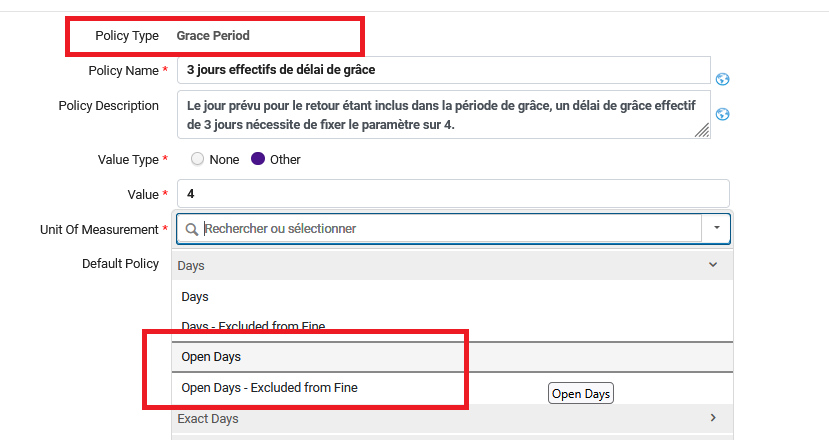 Policy Type Grace Period
Policy Name * 3 jours effectifs de délai de grâce
Policy Description Le jour prévu pour le retour étant inclus dans la période de grâce, un délai de grâce effectif
de 3 jours nécessite de fixer le paramètre sur 4.
Value Type * None Other
Value * 4
Unit Of Measurement * Rechercher ou sélectionner
Default Policy Days
Days
Days - Excluded from Fine
Open Days
Open Days - Excluded from Fine
Open Days
Exact Days